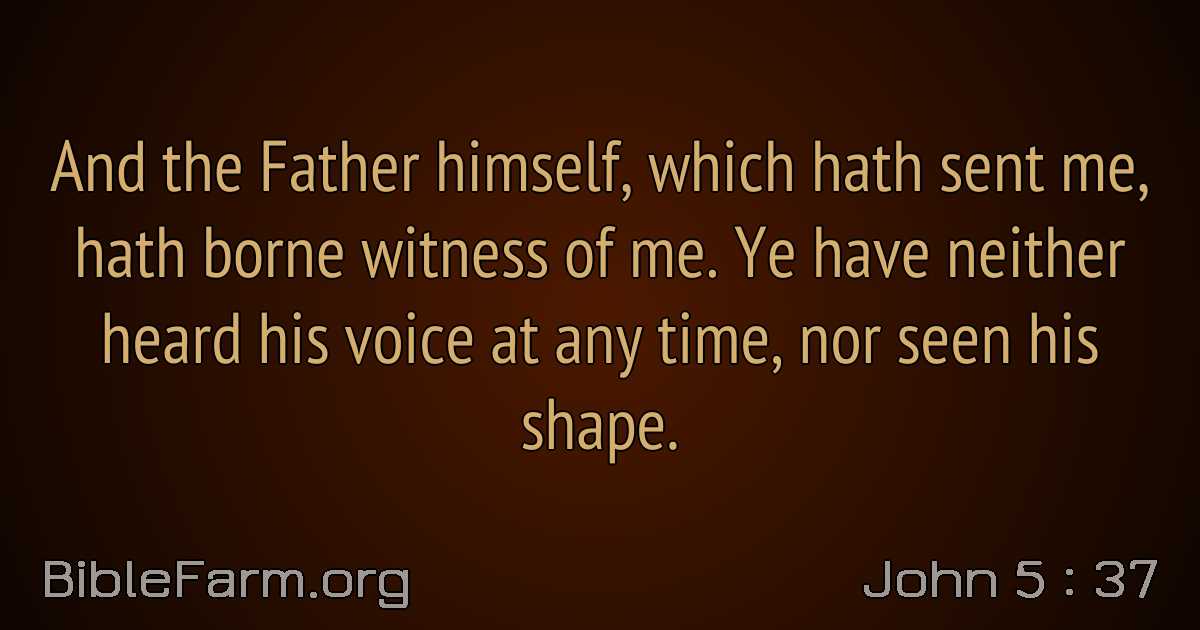 And the Father himself, which hath sent me,
hath borne witness of me. Ye have neither
heard his voice at any time, nor seen his
shape.
BibleFarm.org
John 5 : 37